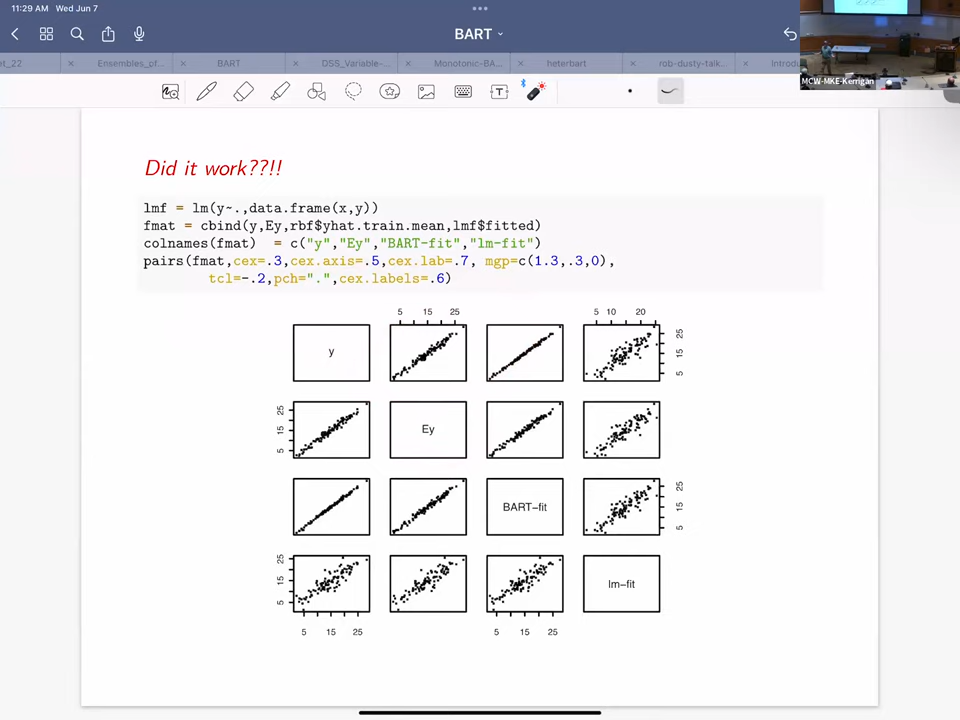 11:29 AM Wed Jun 7
BART
et_22
Ensembles_of...
BART
DSS_Variable-...
Monotonic-BA...
heterbart
rob-dusty-talk...
Introdu
MCW-MKE-Kerrigan
T
Did it work??!!
lmf = lm(y~.,data.frame(x,y))
fmat = cbind(y,Ey,rbf$yhat.train.mean,lmf$fitted)
colnames(fmat) = c("y","Ey","BART-fit","lm-fit")
pairs(fmat,cex=.3,cex.axis=.5,cex.lab=.7, mgp=c(1.3,.3,0),
tcl=-.2,pch=".",cex.labels=.6)
5 15 25
5 10 20
y
5 15 25
5 15 25
Ey
BART-fit
5 15 25
5 15 25
lm-fit
5 15 25
5 15 25